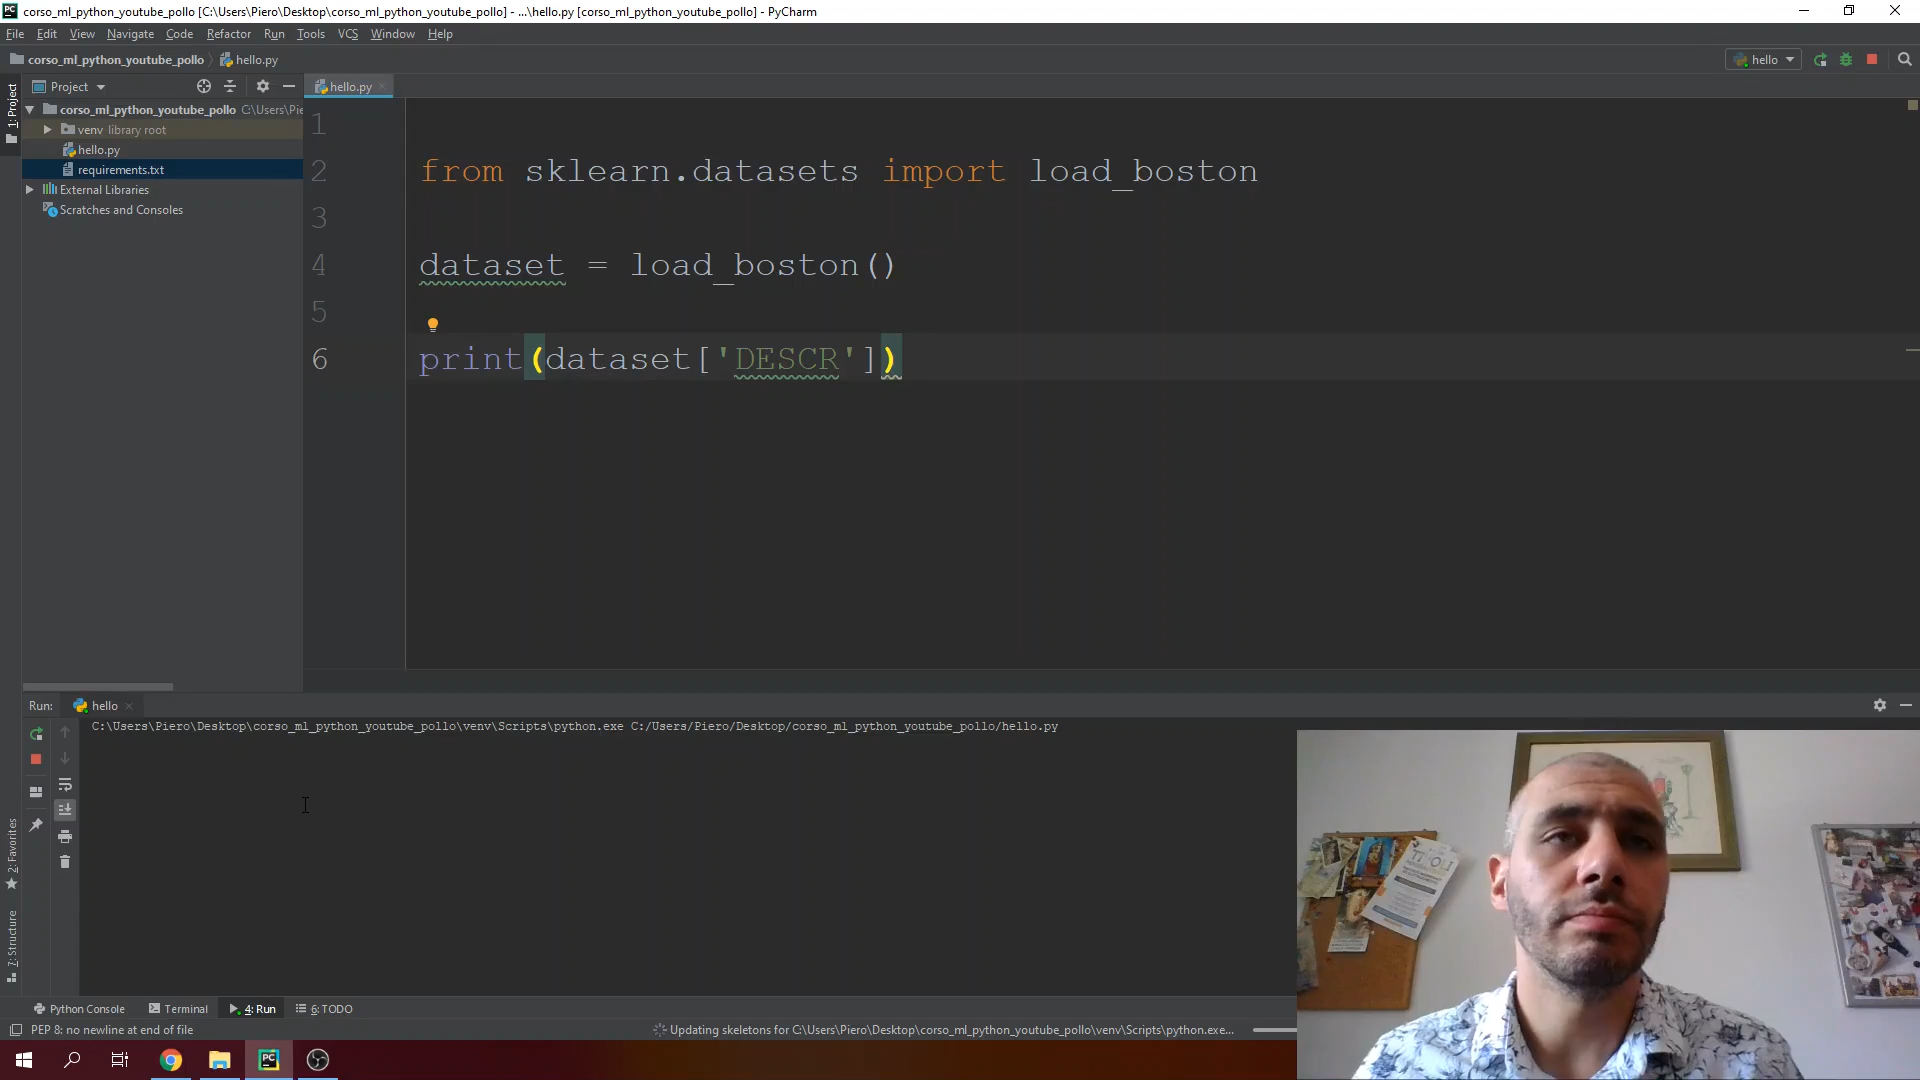 corso_ml_python_youtube_pollo [C:\Users\Piero\Desktop\corso_ml_python_youtube_pollo] - ...\hello.py [corso_ml_python_youtube_pollo] - PyCharm
File Edit View Navigate Code Refactor Run Tools VCS Window Help
corso_ml_python_youtube_pollo hello.py
hello
Project
hello.py
1: Project
corso_ml_python_youtube_pollo C:\Users\Pie
venv library root
hello.py
requirements.txt
External Libraries
Scratches and Consoles
1
2 from sklearn.datasets import load_boston
3
4 dataset = load_boston()
5
6 print(dataset['DESCR'])
Run: hello
C:\Users\Piero\Desktop\corso_ml_python_youtube_pollo\venv\Scripts\python.exe C:/Users/Piero/Desktop/corso_ml_python_youtube_pollo/hello.py
2: Favorites
7: Structure
Python Console Terminal 4: Run 6: TODO
PEP 8: no newline at end of file
Updating skeletons for C:\Users\Piero\Desktop\corso_ml_python_youtube_pollo\venv\Scripts\python.exe...